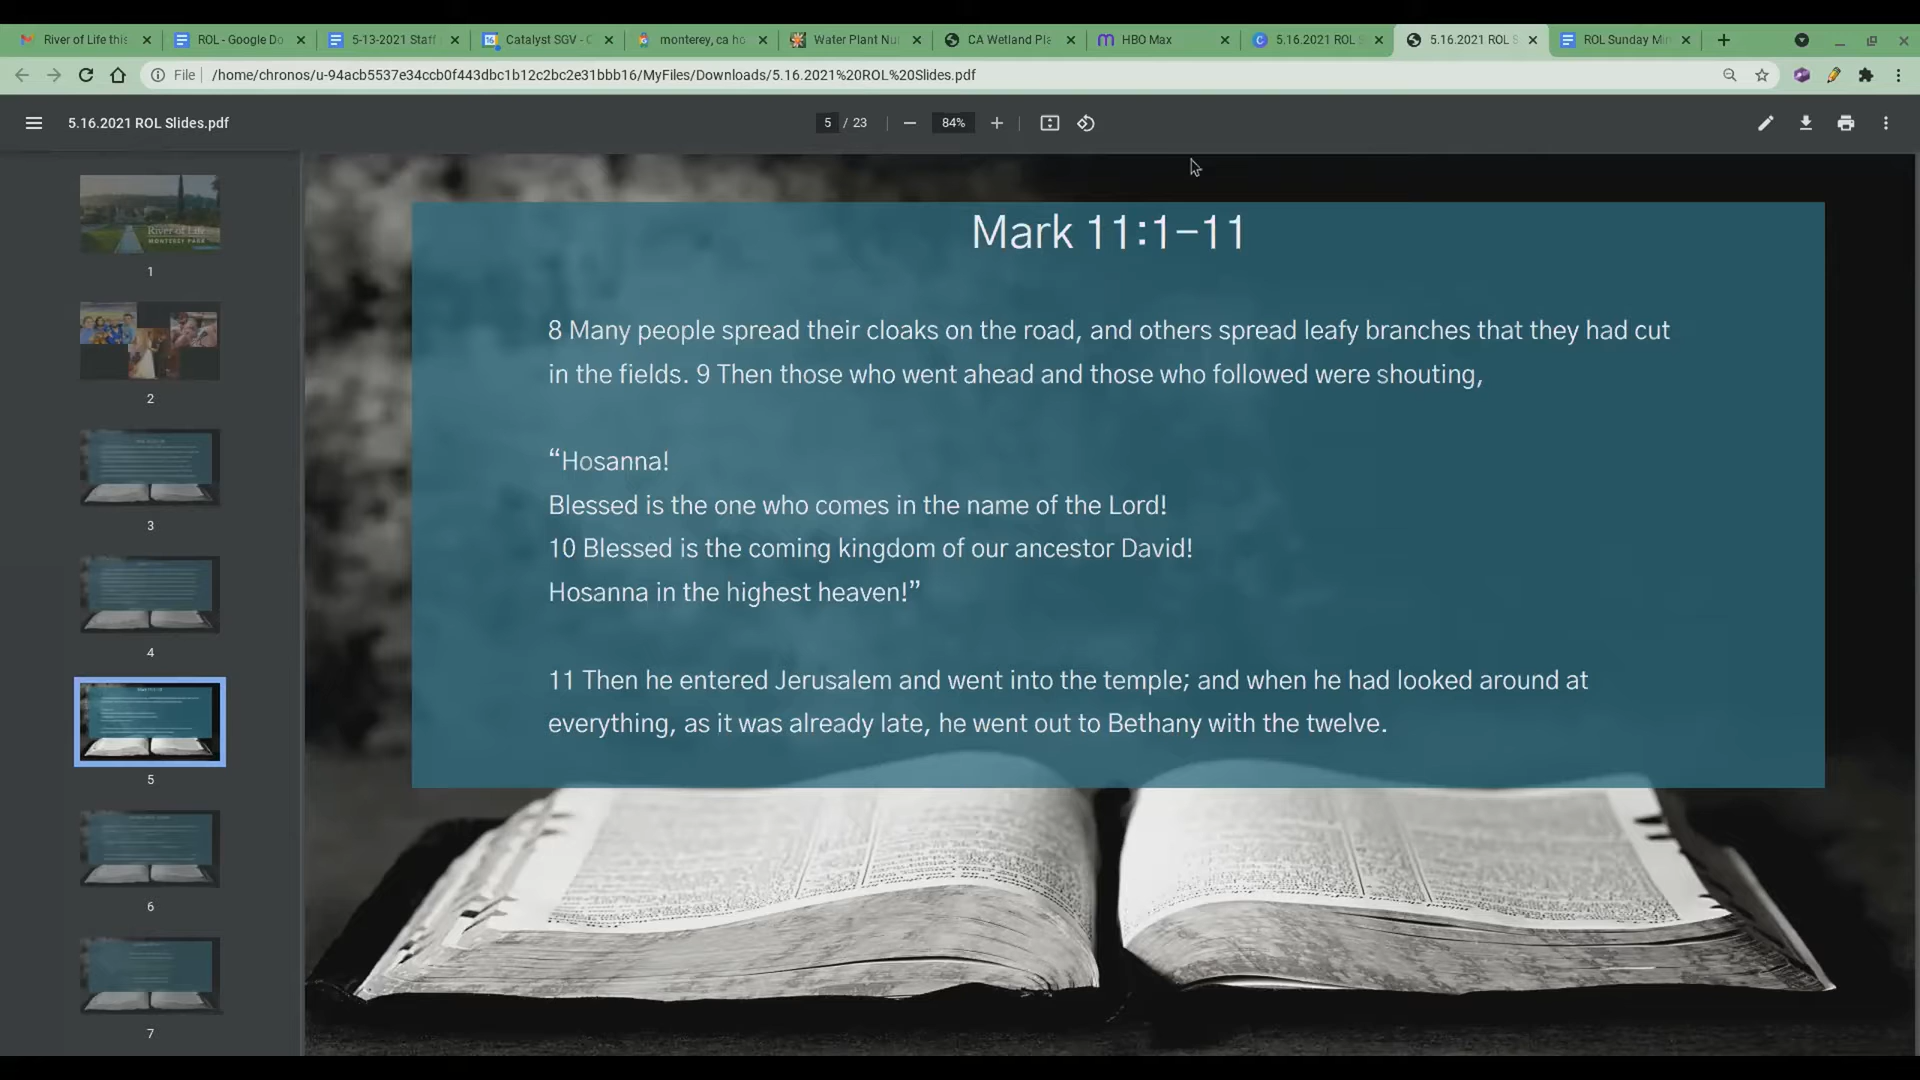 River of Life this
ROL - Google Do
5-13-2021 Staff
Catalyst SGV - C
monterey, ca ho
Water Plant Nu
CA Wetland Pla
HBO Max
5.16.2021 ROL S
5.16.2021 ROL S
ROL Sunday Min
File
/home/chronos/u-94acb5537e34ccb0f443dbc1b12c2bc2e31bbb16/MyFiles/Downloads/5.16.2021%20ROL%20Slides.pdf
5.16.2021 ROL Slides.pdf
5 / 23
84%
River of Life
MONTEREY PARK
1
2
3
4
5
6
7
Mark 11:1-11
8 Many people spread their cloaks on the road, and others spread leafy branches that they had cut
in the fields. 9 Then those who went ahead and those who followed were shouting,
“Hosanna!
Blessed is the one who comes in the name of the Lord!
10 Blessed is the coming kingdom of our ancestor David!
Hosanna in the highest heaven!”
11 Then he entered Jerusalem and went into the temple; and when he had looked around at
everything, as it was already late, he went out to Bethany with the twelve.